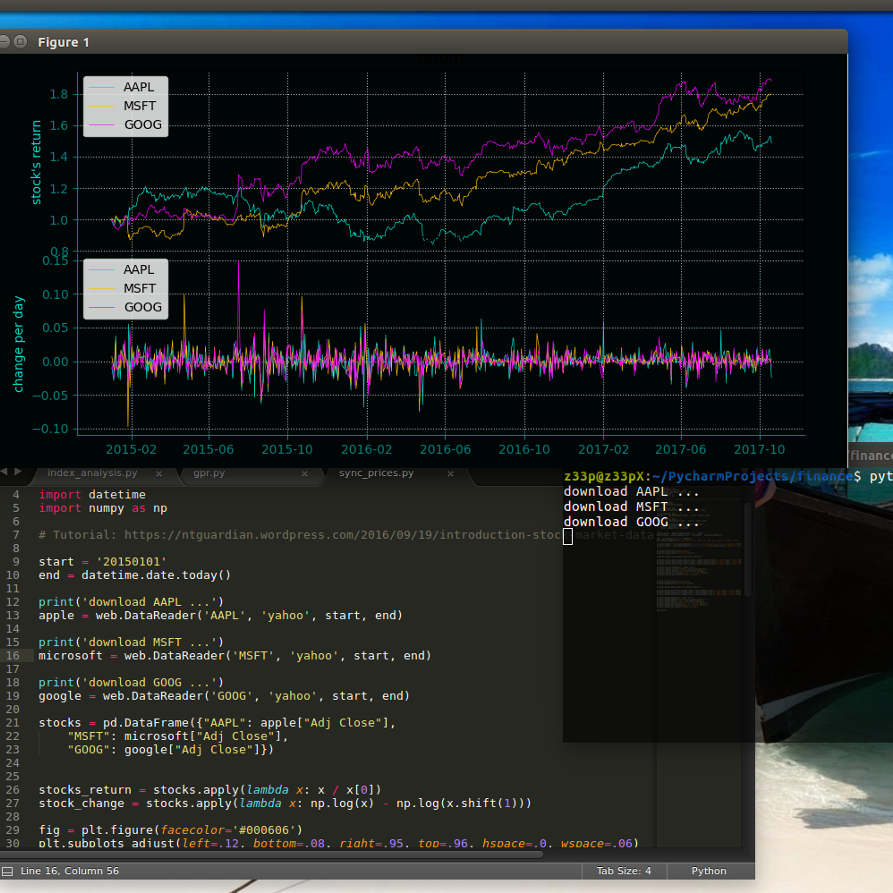 Figure 1
return
AAPL
MSFT
GOOG
stock's return
1.8
1.6
1.4
1.2
1.0
0.8
AAPL
MSFT
GOOG
change per day
0.15
0.10
0.05
0.00
−0.05
−0.10
2015-02 2015-06 2015-10 2016-02 2016-06 2016-10 2017-02 2017-06 2017-10
/finance
index_analysis.py × gpr.py × sync_prices.py ×
4 import datetime
5 import numpy as np
6
7 # Tutorial: https://ntguardian.wordpress.com/2016/09/19/introduction-stoc market-data
8
9 start = '20150101'
10 end = datetime.date.today()
11
12 print('download AAPL ...')
13 apple = web.DataReader('AAPL', 'yahoo', start, end)
14
15 print('download MSFT ...')
16 microsoft = web.DataReader('MSFT', 'yahoo', start, end)
17
18 print('download GOOG ...')
19 google = web.DataReader('GOOG', 'yahoo', start, end)
20
21 stocks = pd.DataFrame({"AAPL": apple["Adj Close"],
22 "MSFT": microsoft["Adj Close"],
23 "GOOG": google["Adj Close"]})
24
25
26 stocks_return = stocks.apply(lambda x: x / x[0])
27 stock_change = stocks.apply(lambda x: np.log(x) - np.log(x.shift(1)))
28
29 fig = plt.figure(facecolor='#000606')
30 plt.subplots_adjust(left=.12, bottom=.08, right=.95, top=.96, hspace=.0, wspace=.06)
z33p@z33pX:~/PycharmProjects/finance$ pyt
download AAPL ...
download MSFT ...
download GOOG ...
Line 16, Column 56
Tab Size: 4
Python